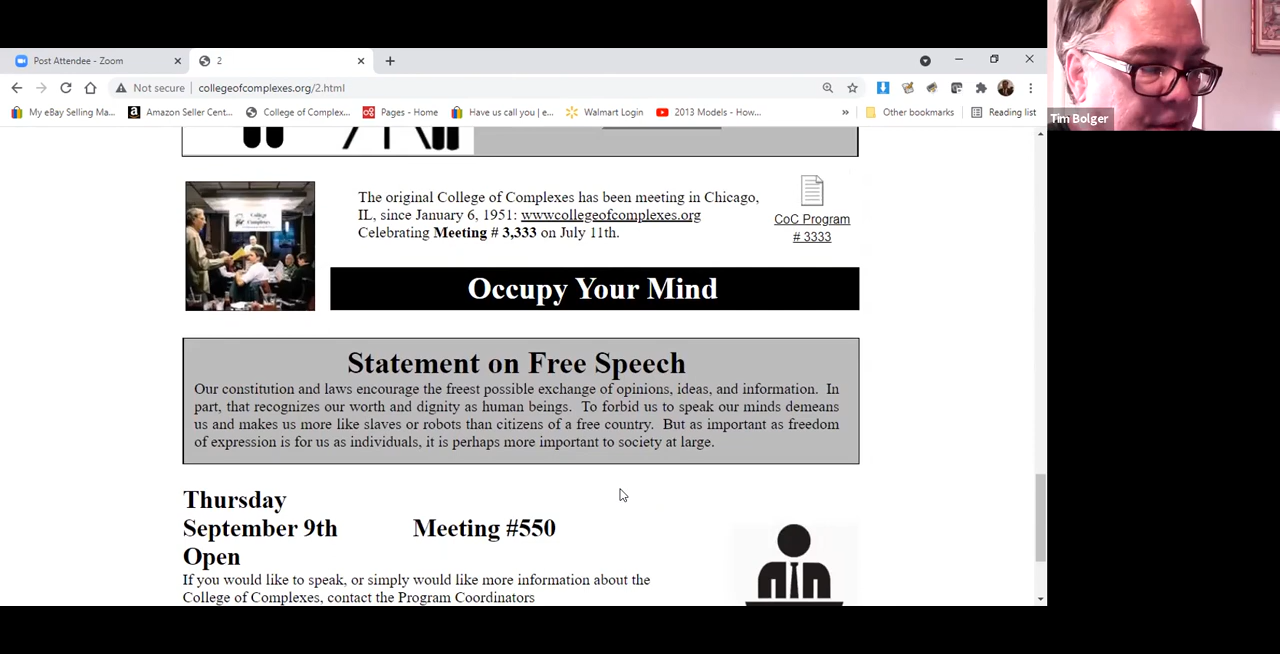 Post Attendee - Zoom
2
Not secure
collegeofcomplexes.org/2.html
My eBay Selling Ma...
Amazon Seller Cent...
College of Complex...
Pages - Home
Have us call you | e...
Walmart Login
2013 Models - How...
»
Other bookmarks
Reading list
Tim Bolger
The original College of Complexes has been meeting in Chicago,
IL, since January 6, 1951: wwwcollegeofcomplexes.org
Celebrating Meeting # 3,333 on July 11th.
CoC Program
# 3333
College
Complexes
Occupy Your Mind
Statement on Free Speech
Our constitution and laws encourage the freest possible exchange of opinions, ideas, and information. In
part, that recognizes our worth and dignity as human beings. To forbid us to speak our minds demeans
us and makes us more like slaves or robots than citizens of a free country. But as important as freedom
of expression is for us as individuals, it is perhaps more important to society at large.
Thursday
September 9th Meeting #550
Open
If you would like to speak, or simply would like more information about the
College of Complexes, contact the Program Coordinators